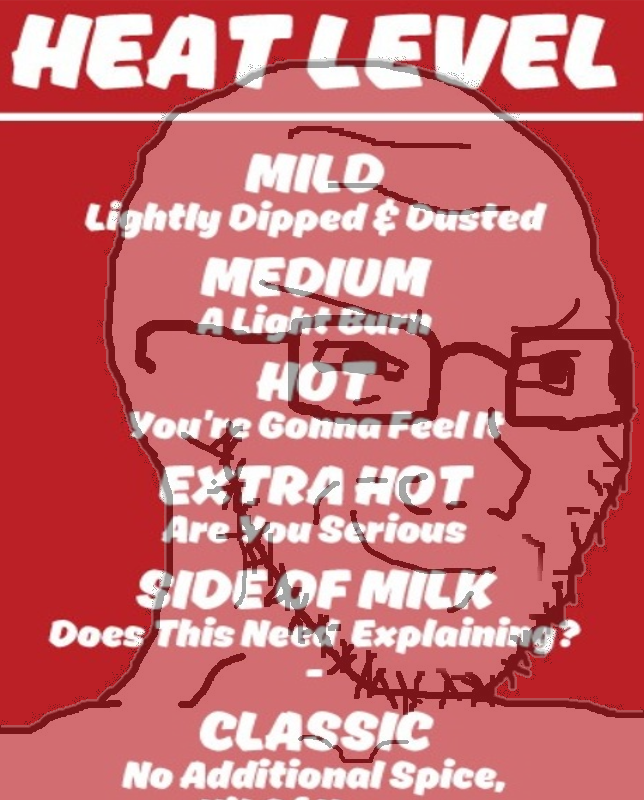 HEAT LEVEL
MILD
Lightly Dipped & Dusted
MEDIUM
A Light Burn
HOT
You're Gonna Feel It
EXTRA HOT
Are You Serious
SIDE OF MILK
Does This Need Explaining?
-
CLASSIC
No Additional Spice,